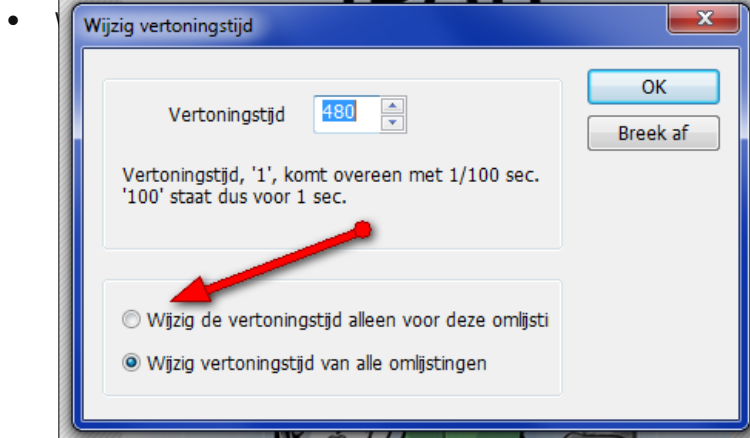 Wijzig vertoningstijd
Vertoningstijd 480
OK
Breek af
Vertoningstijd, '1', komt overeen met 1/100 sec.
'100' staat dus voor 1 sec.
Wijzig de vertoningstijd alleen voor deze omlijsti
Wijzig vertoningstijd van alle omlijstingen